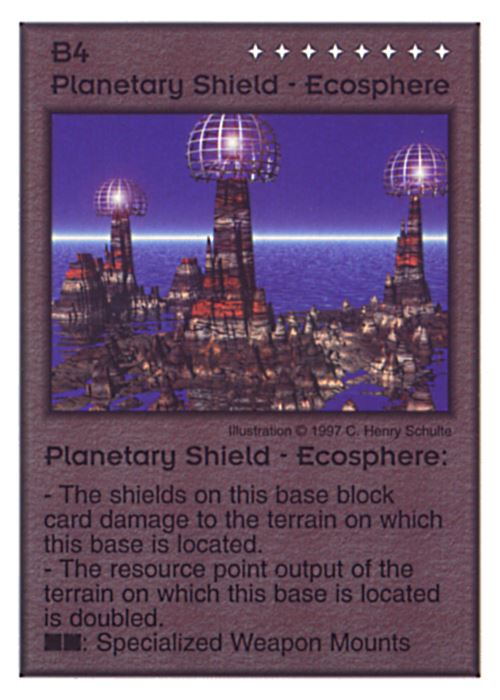 B4 ✦ ✦ ✦ ✦ ✦ ✦ ✦ ✦
Planetary Shield - Ecosphere
Illustration © 1997 C. Henry Schulte
Planetary Shield - Ecosphere:
- The shields on this base block
card damage to the terrain on which
this base is located.
- The resource point output of the
terrain on which this base is located
is doubled.
■■: Specialized Weapon Mounts